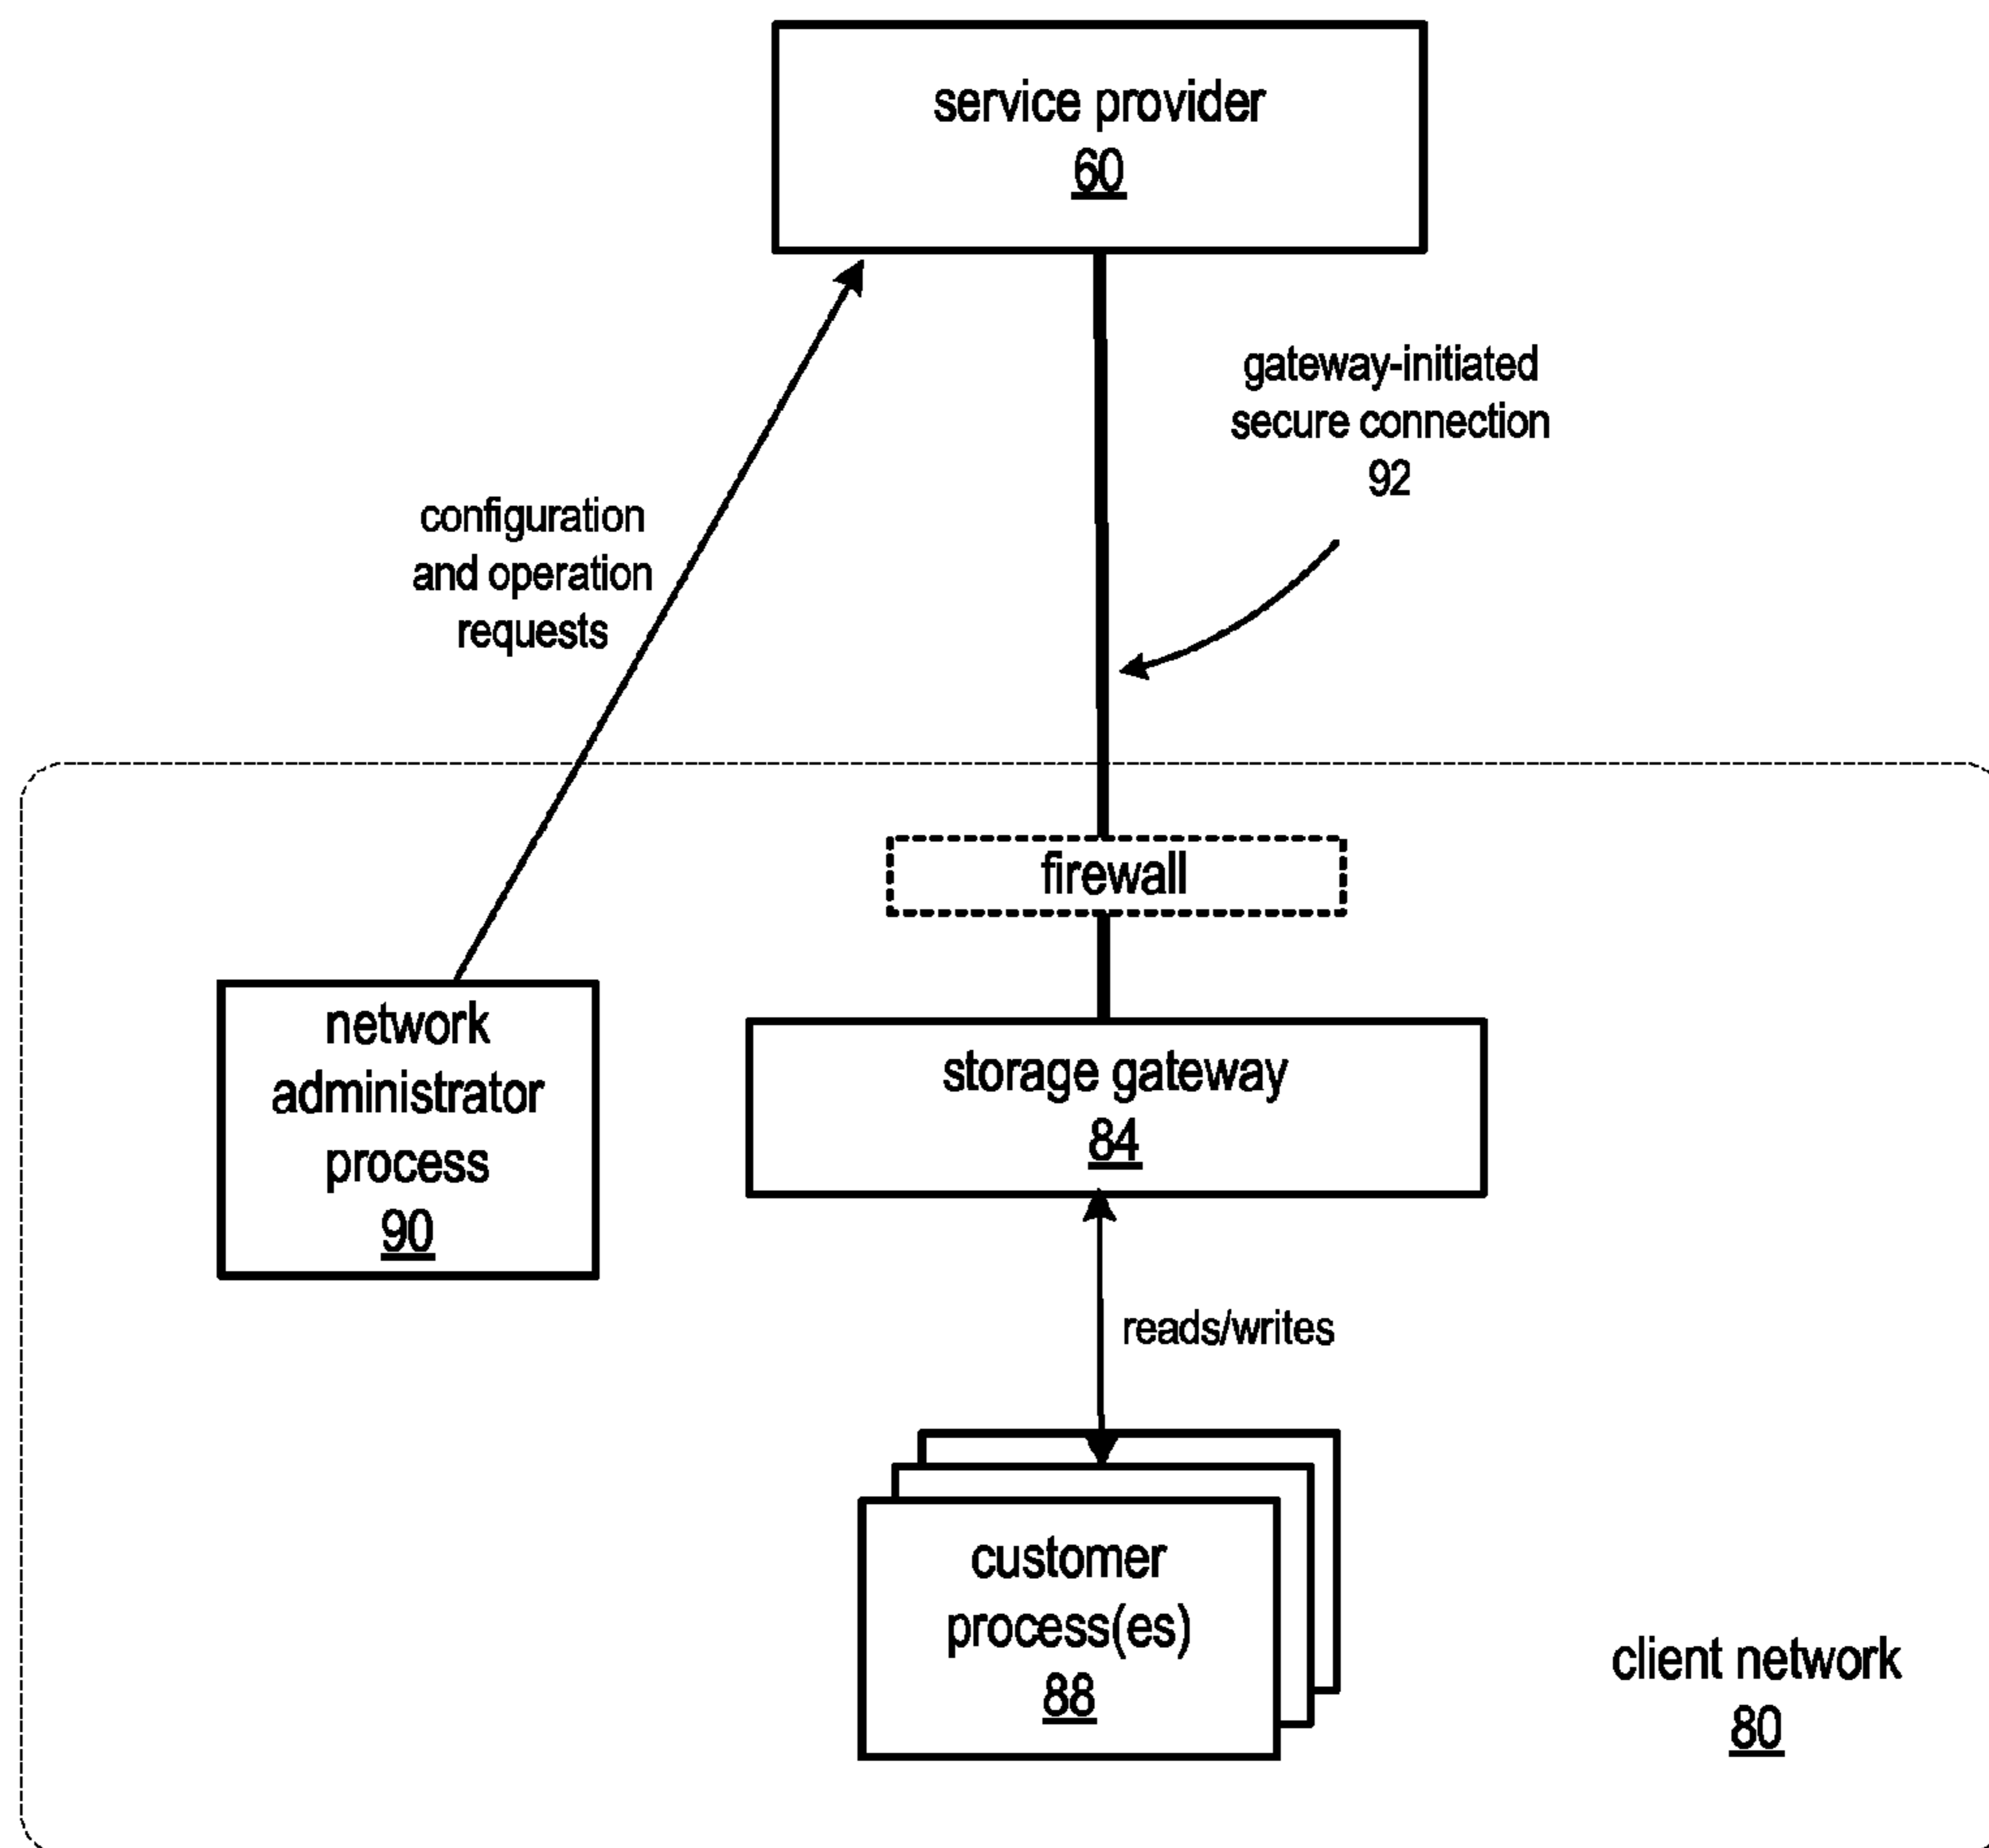 service provider
60
gateway-initiated
secure connection
92
configuration
and operation
requests
firewall
network
administrator
process
90
storage gateway
84
reads/writes
customer
process(es)
88
client network
80